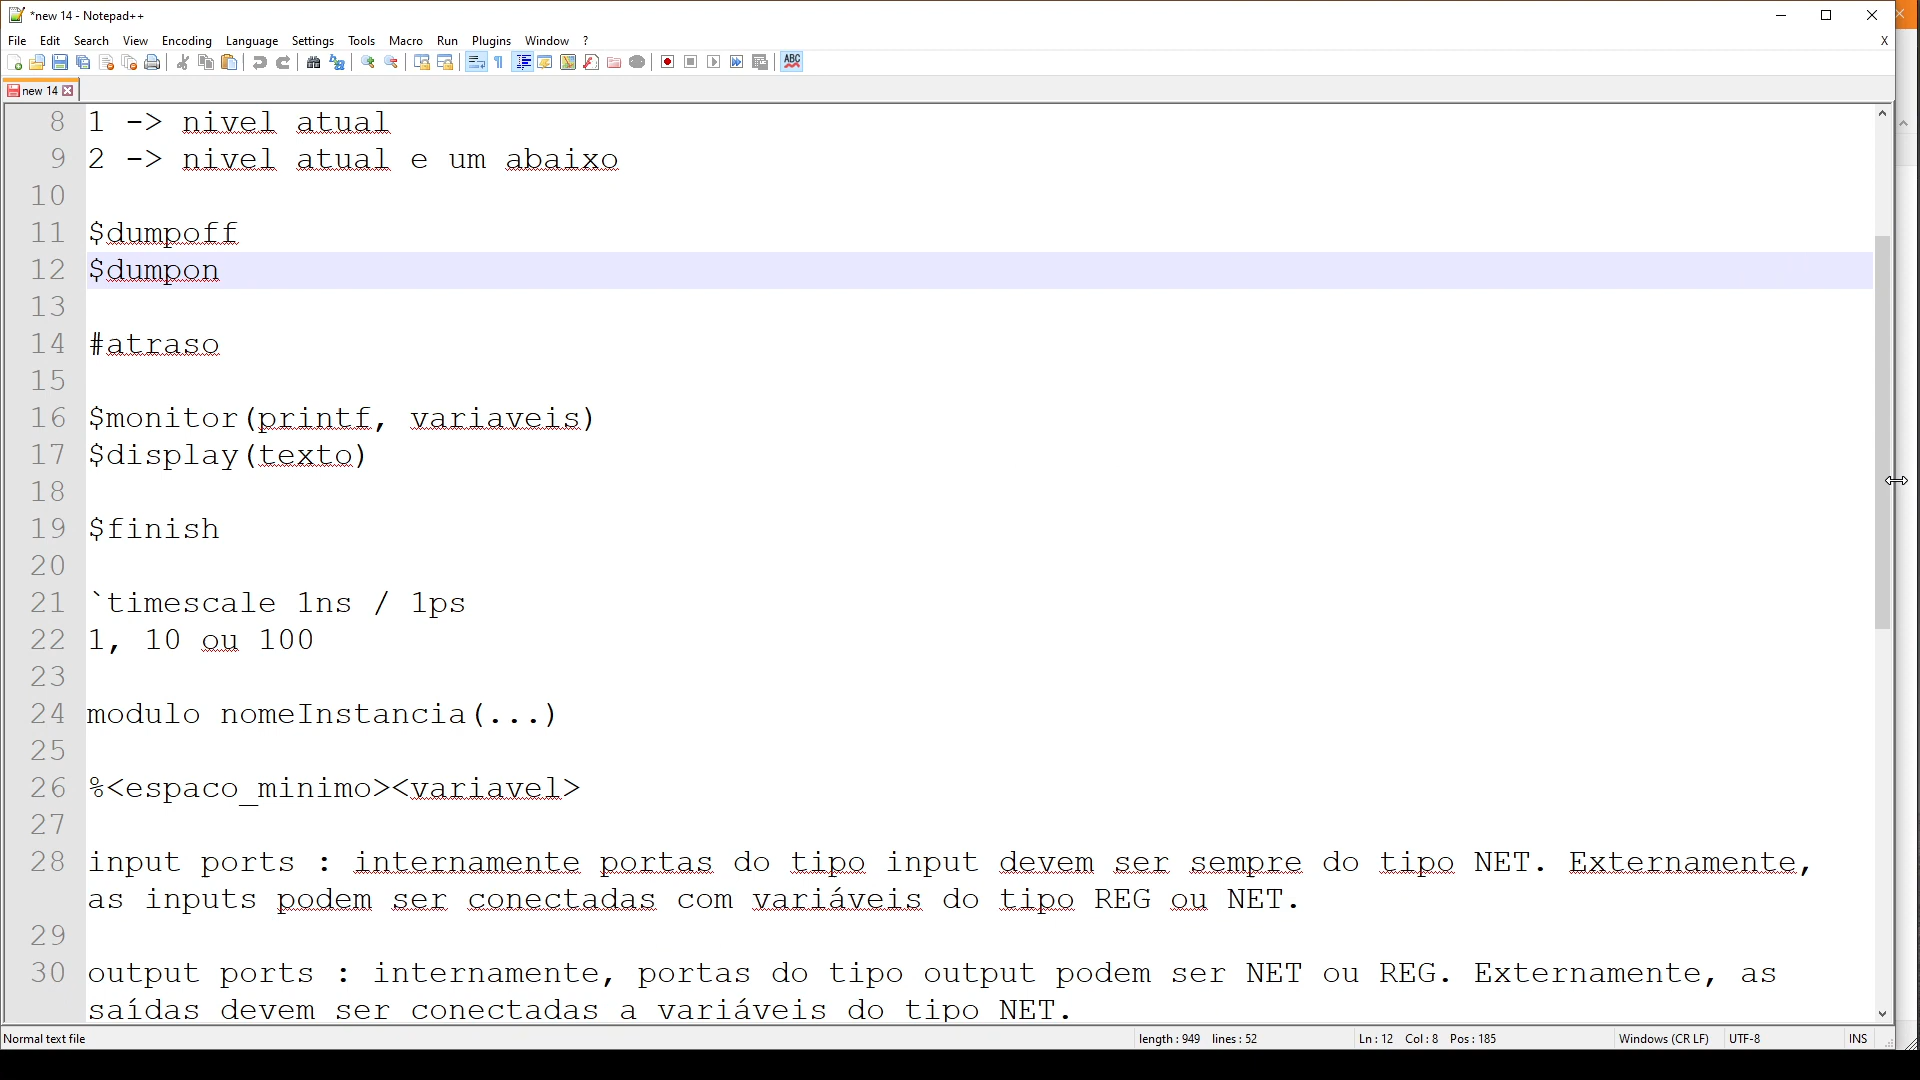 *new 14 - Notepad++
File Edit Search View Encoding Language Settings Tools Macro Run Plugins Window ? X
ABC
new 14
8 1 -> nivel atual
9 2 -> nivel atual e um abaixo
10
11 $dumpoff
12 $dumpon
13
14 #atraso
15
16 $monitor(printf, variaveis)
17 $display(texto)
18
19 $finish
20
21 `timescale 1ns / 1ps
22 1, 10 ou 100
23
24 modulo nomeInstancia(...)
25
26 %<espaco_minimo><variavel>
27
28 input ports : internamente portas do tipo input devem ser sempre do tipo NET. Externamente,
as inputs podem ser conectadas com variáveis do tipo REG ou NET.
29
30 output ports : internamente, portas do tipo output podem ser NET ou REG. Externamente, as
saídas devem ser conectadas a variáveis do tipo NET.
Normal text file length : 949 lines : 52 Ln : 12 Col : 8 Pos : 185 Windows (CR LF) UTF-8 INS